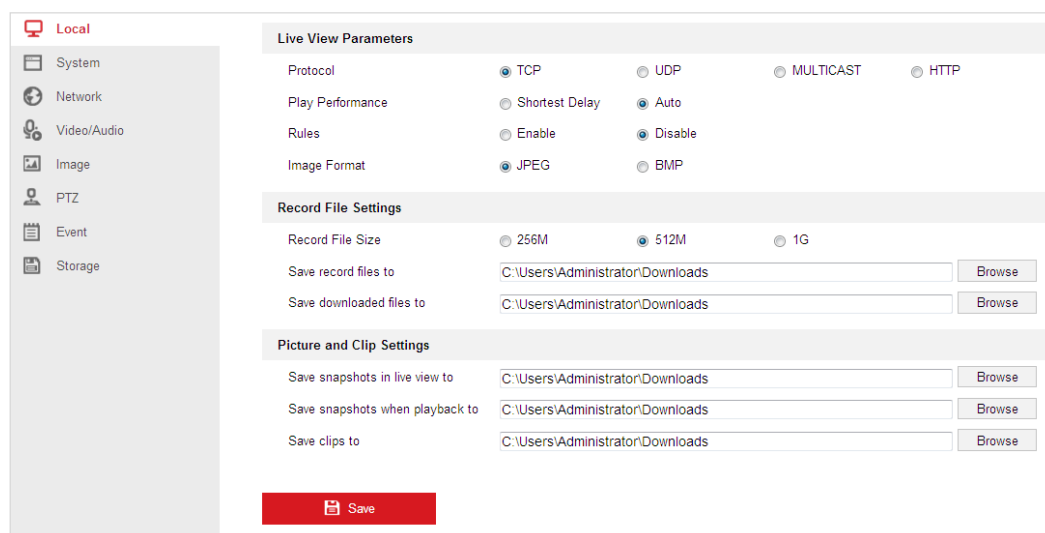 Local
System
Network
Video/Audio
Image
PTZ
Event
Storage
Live View Parameters
Protocol TCP UDP MULTICAST HTTP
Play Performance Shortest Delay Auto
Rules Enable Disable
Image Format JPEG BMP
Record File Settings
Record File Size 256M 512M 1G
Save record files to C:\Users\Administrator\Downloads Browse
Save downloaded files to C:\Users\Administrator\Downloads Browse
Picture and Clip Settings
Save snapshots in live view to C:\Users\Administrator\Downloads Browse
Save snapshots when playback to C:\Users\Administrator\Downloads Browse
Save clips to C:\Users\Administrator\Downloads Browse
Save